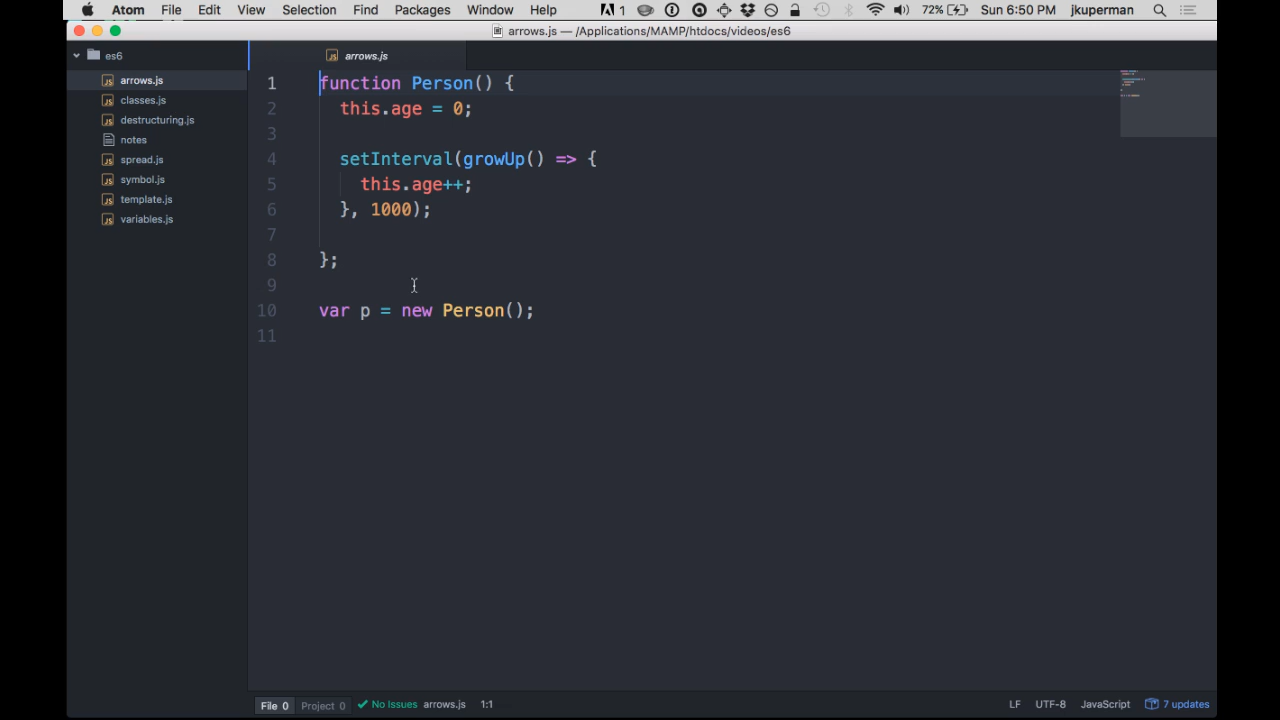 Atom File Edit View Selection Find Packages Window Help 1 72% Sun 6:50 PM jkuperman
arrows.js — /Applications/MAMP/htdocs/videos/es6
es6
arrows.js
classes.js
destructuring.js
notes
spread.js
symbol.js
template.js
variables.js
arrows.js
1 function Person() {
2 this.age = 0;
3
4 setInterval(growUp() => {
5 this.age++;
6 }, 1000);
7
8 };
9
10 var p = new Person();
11
File 0 Project 0 No Issues arrows.js 1:1 LF UTF-8 JavaScript 7 updates